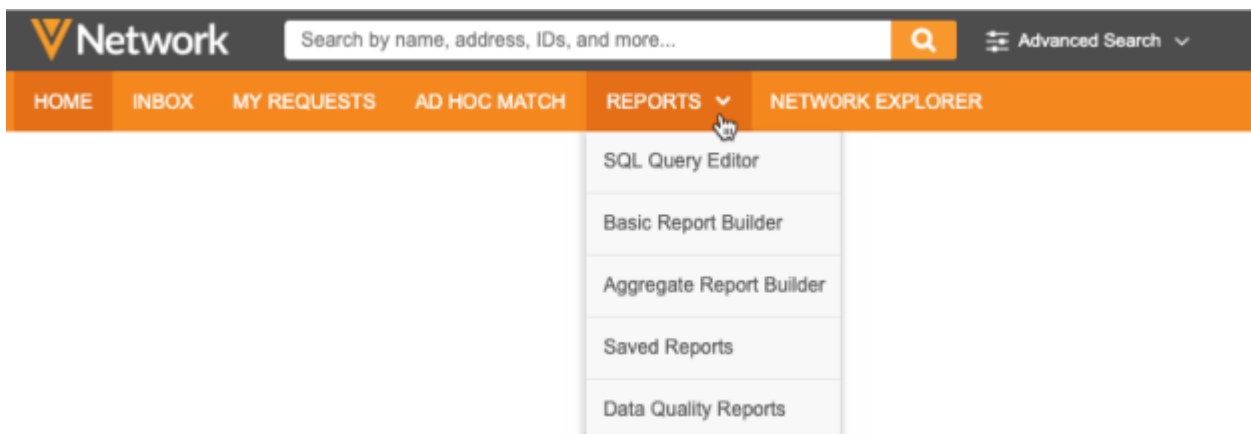 Network
Search by name, address, IDs, and more...
Advanced Search
HOME INBOX MY REQUESTS AD HOC MATCH REPORTS NETWORK EXPLORER
SQL Query Editor
Basic Report Builder
Aggregate Report Builder
Saved Reports
Data Quality Reports